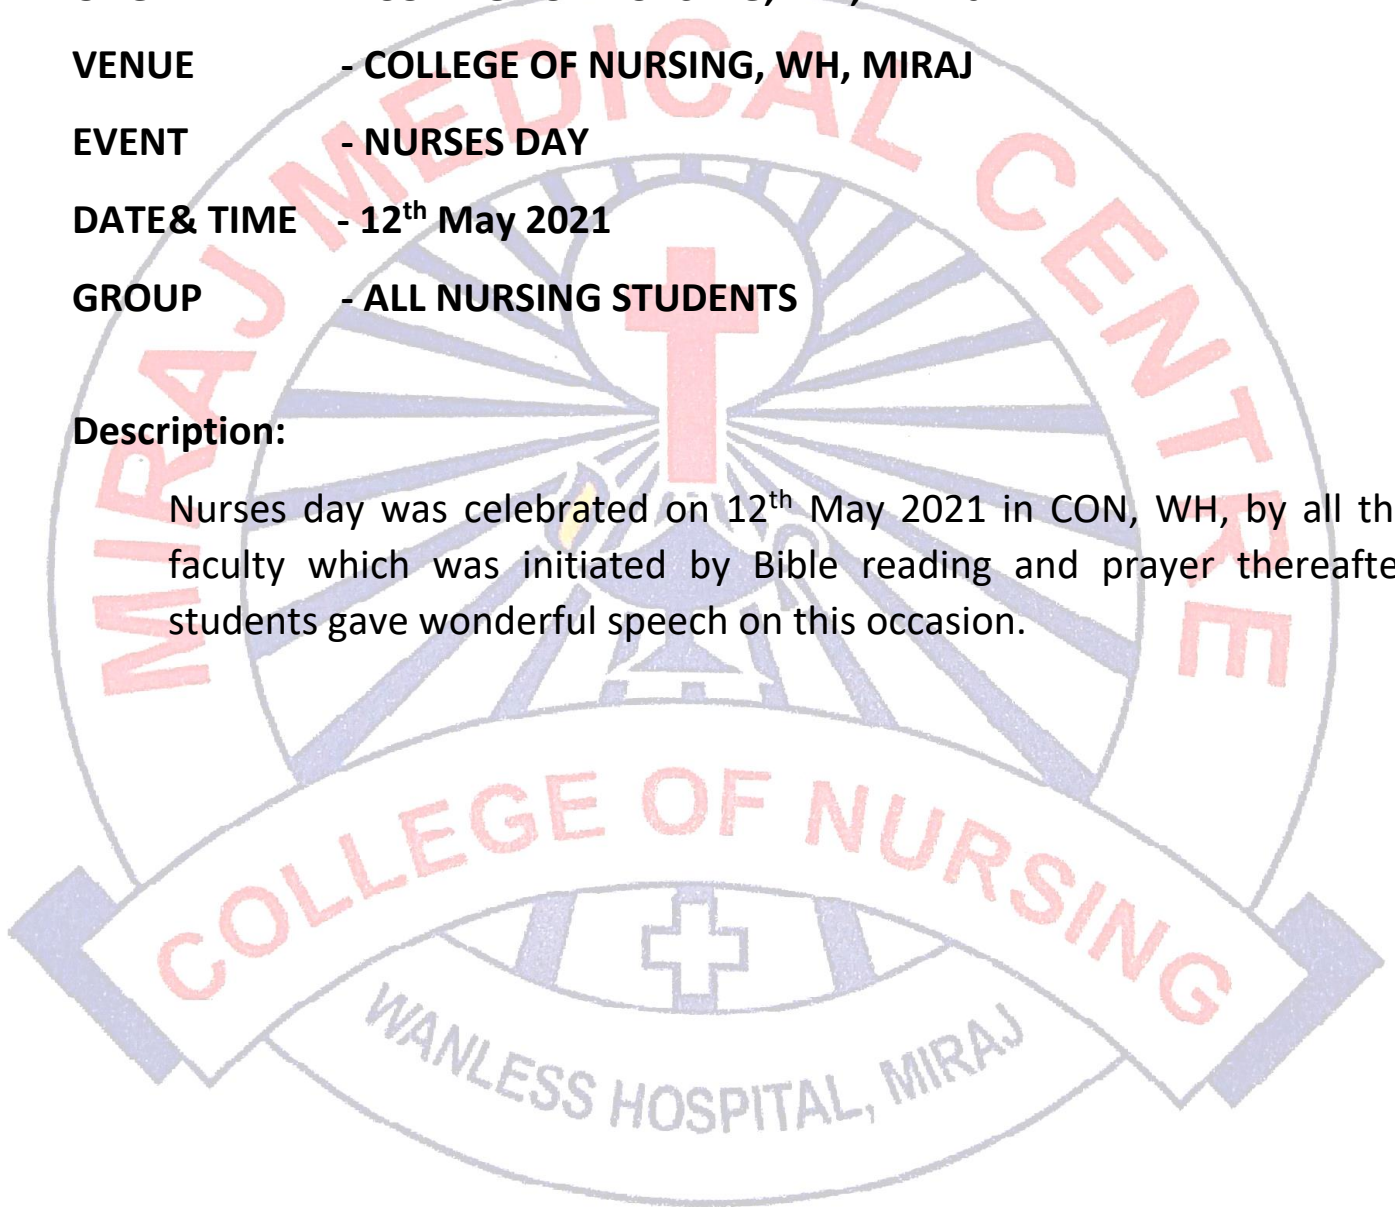 VENUE - COLLEGE OF NURSING, WH, MIRAJ
EVENT - NURSES DAY
DATE& TIME - 12th May 2021
GROUP - ALL NURSING STUDENTS
Description:
Nurses day was celebrated on 12th May 2021 in CON, WH, by all th
faculty which was initiated by Bible reading and prayer thereafte
students gave wonderful speech on this occasion.
MIRAJ MEDICAL CENTRE
COLLEGE OF NURSING
WANLESS HOSPITAL, MIRAJ